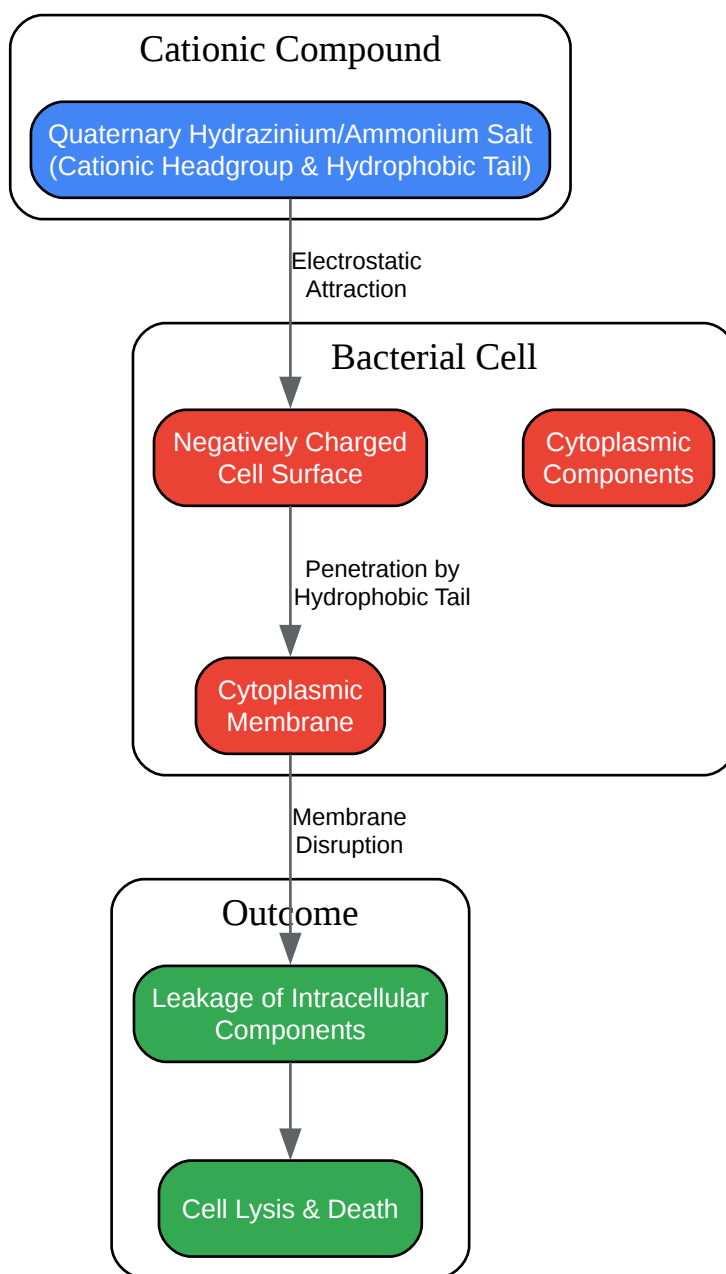 Cationic Compound
Quaternary Hydrazinium/Ammonium Salt
(Cationic Headgroup & Hydrophobic Tail)
Electrostatic
Attraction
Bacterial Cell
Negatively Charged
Cell Surface
Cytoplasmic
Components
Penetration by
Hydrophobic Tail
Cytoplasmic
Membrane
Membrane
Disruption
Outcome
Leakage of Intracellular
Components
Cell Lysis & Death